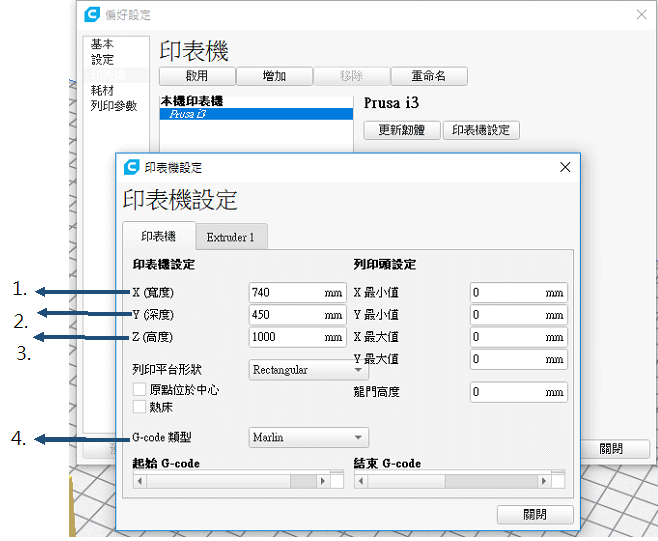 偏好設定
基本
設定
印表機
耗材
列印參數
印表機
啟用
增加
移除
重命名
本機印表機
Prusa i3
Prusa i3
更新韌體
印表機設定
印表機設定
印表機設定
印表機
Extruder 1
印表機設定
列印頭設定
1.
X (寬度)
740 mm
X 最小值
0 mm
2.
Y (深度)
450 mm
Y 最小值
0 mm
3.
Z (高度)
1000 mm
X 最大值
0 mm
Y 最大值
0 mm
列印平台形狀
Rectangular
原點位於中心
龍門高度
0 mm
熱床
4.
G-code 類型
Marlin
起始 G-code
結束 G-code
關閉
關閉